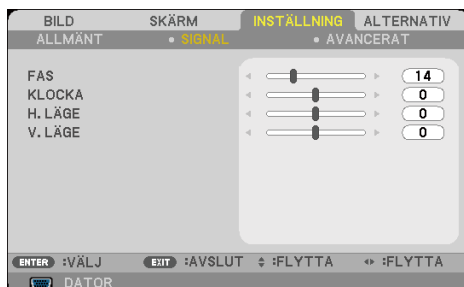 BILD SKÄRM INSTÄLLNING ALTERNATIV
ALLMÄNT • SIGNAL • AVANCERAT
FAS 14
KLOCKA 0
H. LÄGE 0
V. LÄGE 0
ENTER :VÄLJ EXIT :AVSLUT :FLYTTA :FLYTTA
DATOR